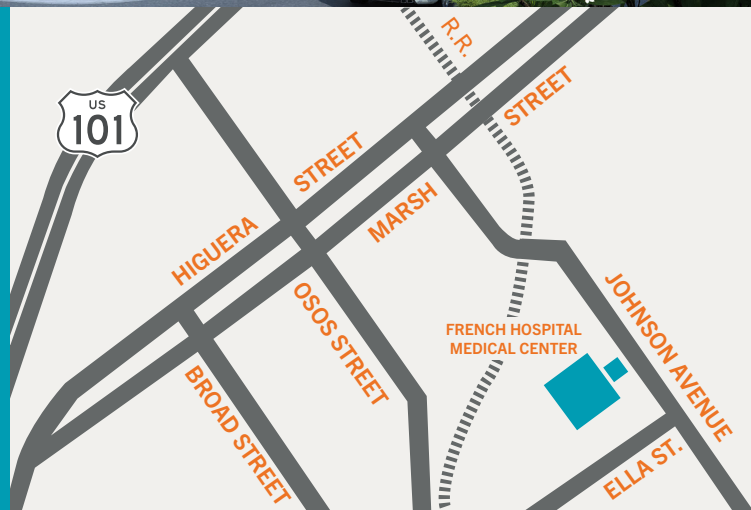 R.R.
US
101
HIGUERA STREET
MARSH STREET
OSOS STREET
BROAD STREET
FRENCH HOSPITAL
MEDICAL CENTER
JOHNSON AVENUE
ELLA ST.